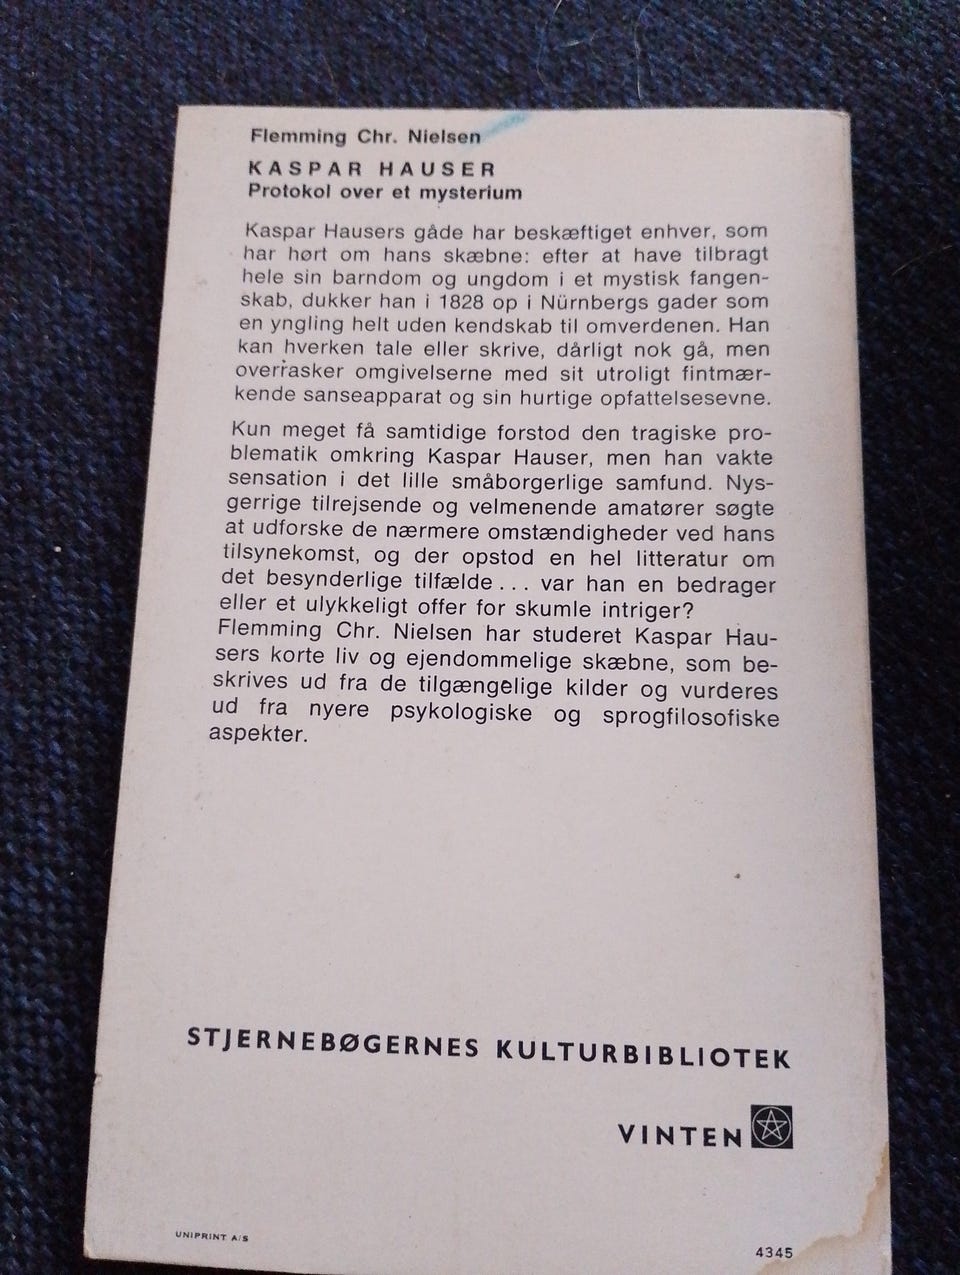 Flemming Chr. Nielsen
KASPAR HAUSER
Protokol over et mysterium
Kaspar Hausers gåde har beskæftiget enhver, som
har hørt om hans skæbne: efter at have tilbragt
hele sin barndom og ungdom i et mystisk fangen-
skab, dukker han i 1828 op i Nürnbergs gader som
en yngling helt uden kendskab til omverdenen. Han
kan hverken tale eller skrive, dårligt nok gå, men
overrasker omgivelserne med sit utroligt fintmær-
kende sanseapparat og sin hurtige opfattelsesevne.
Kun meget få samtidige forstod den tragiske pro-
blematik omkring Kaspar Hauser, men han vakte
sensation i det lille småborgerlige samfund. Nys-
gerrige tilrejsende og velmenende amatører søgte
at udforske de nærmere omstændigheder ved hans
tilsynekomst, og der opstod en hel litteratur om
det besynderlige tilfælde... var han en bedrager
eller et ulykkeligt offer for skumle intriger?
Flemming Chr. Nielsen har studeret Kaspar Hau-
sers korte liv og ejendommelige skæbne, som be-
skrives ud fra de tilgængelige kilder og vurderes
ud fra nyere psykologiske og sprogfilosofiske
aspekter.
STJERNEBØGERNES KULTURBIBLIOTEK
VINTEN
UNIPRINT A/S
4345